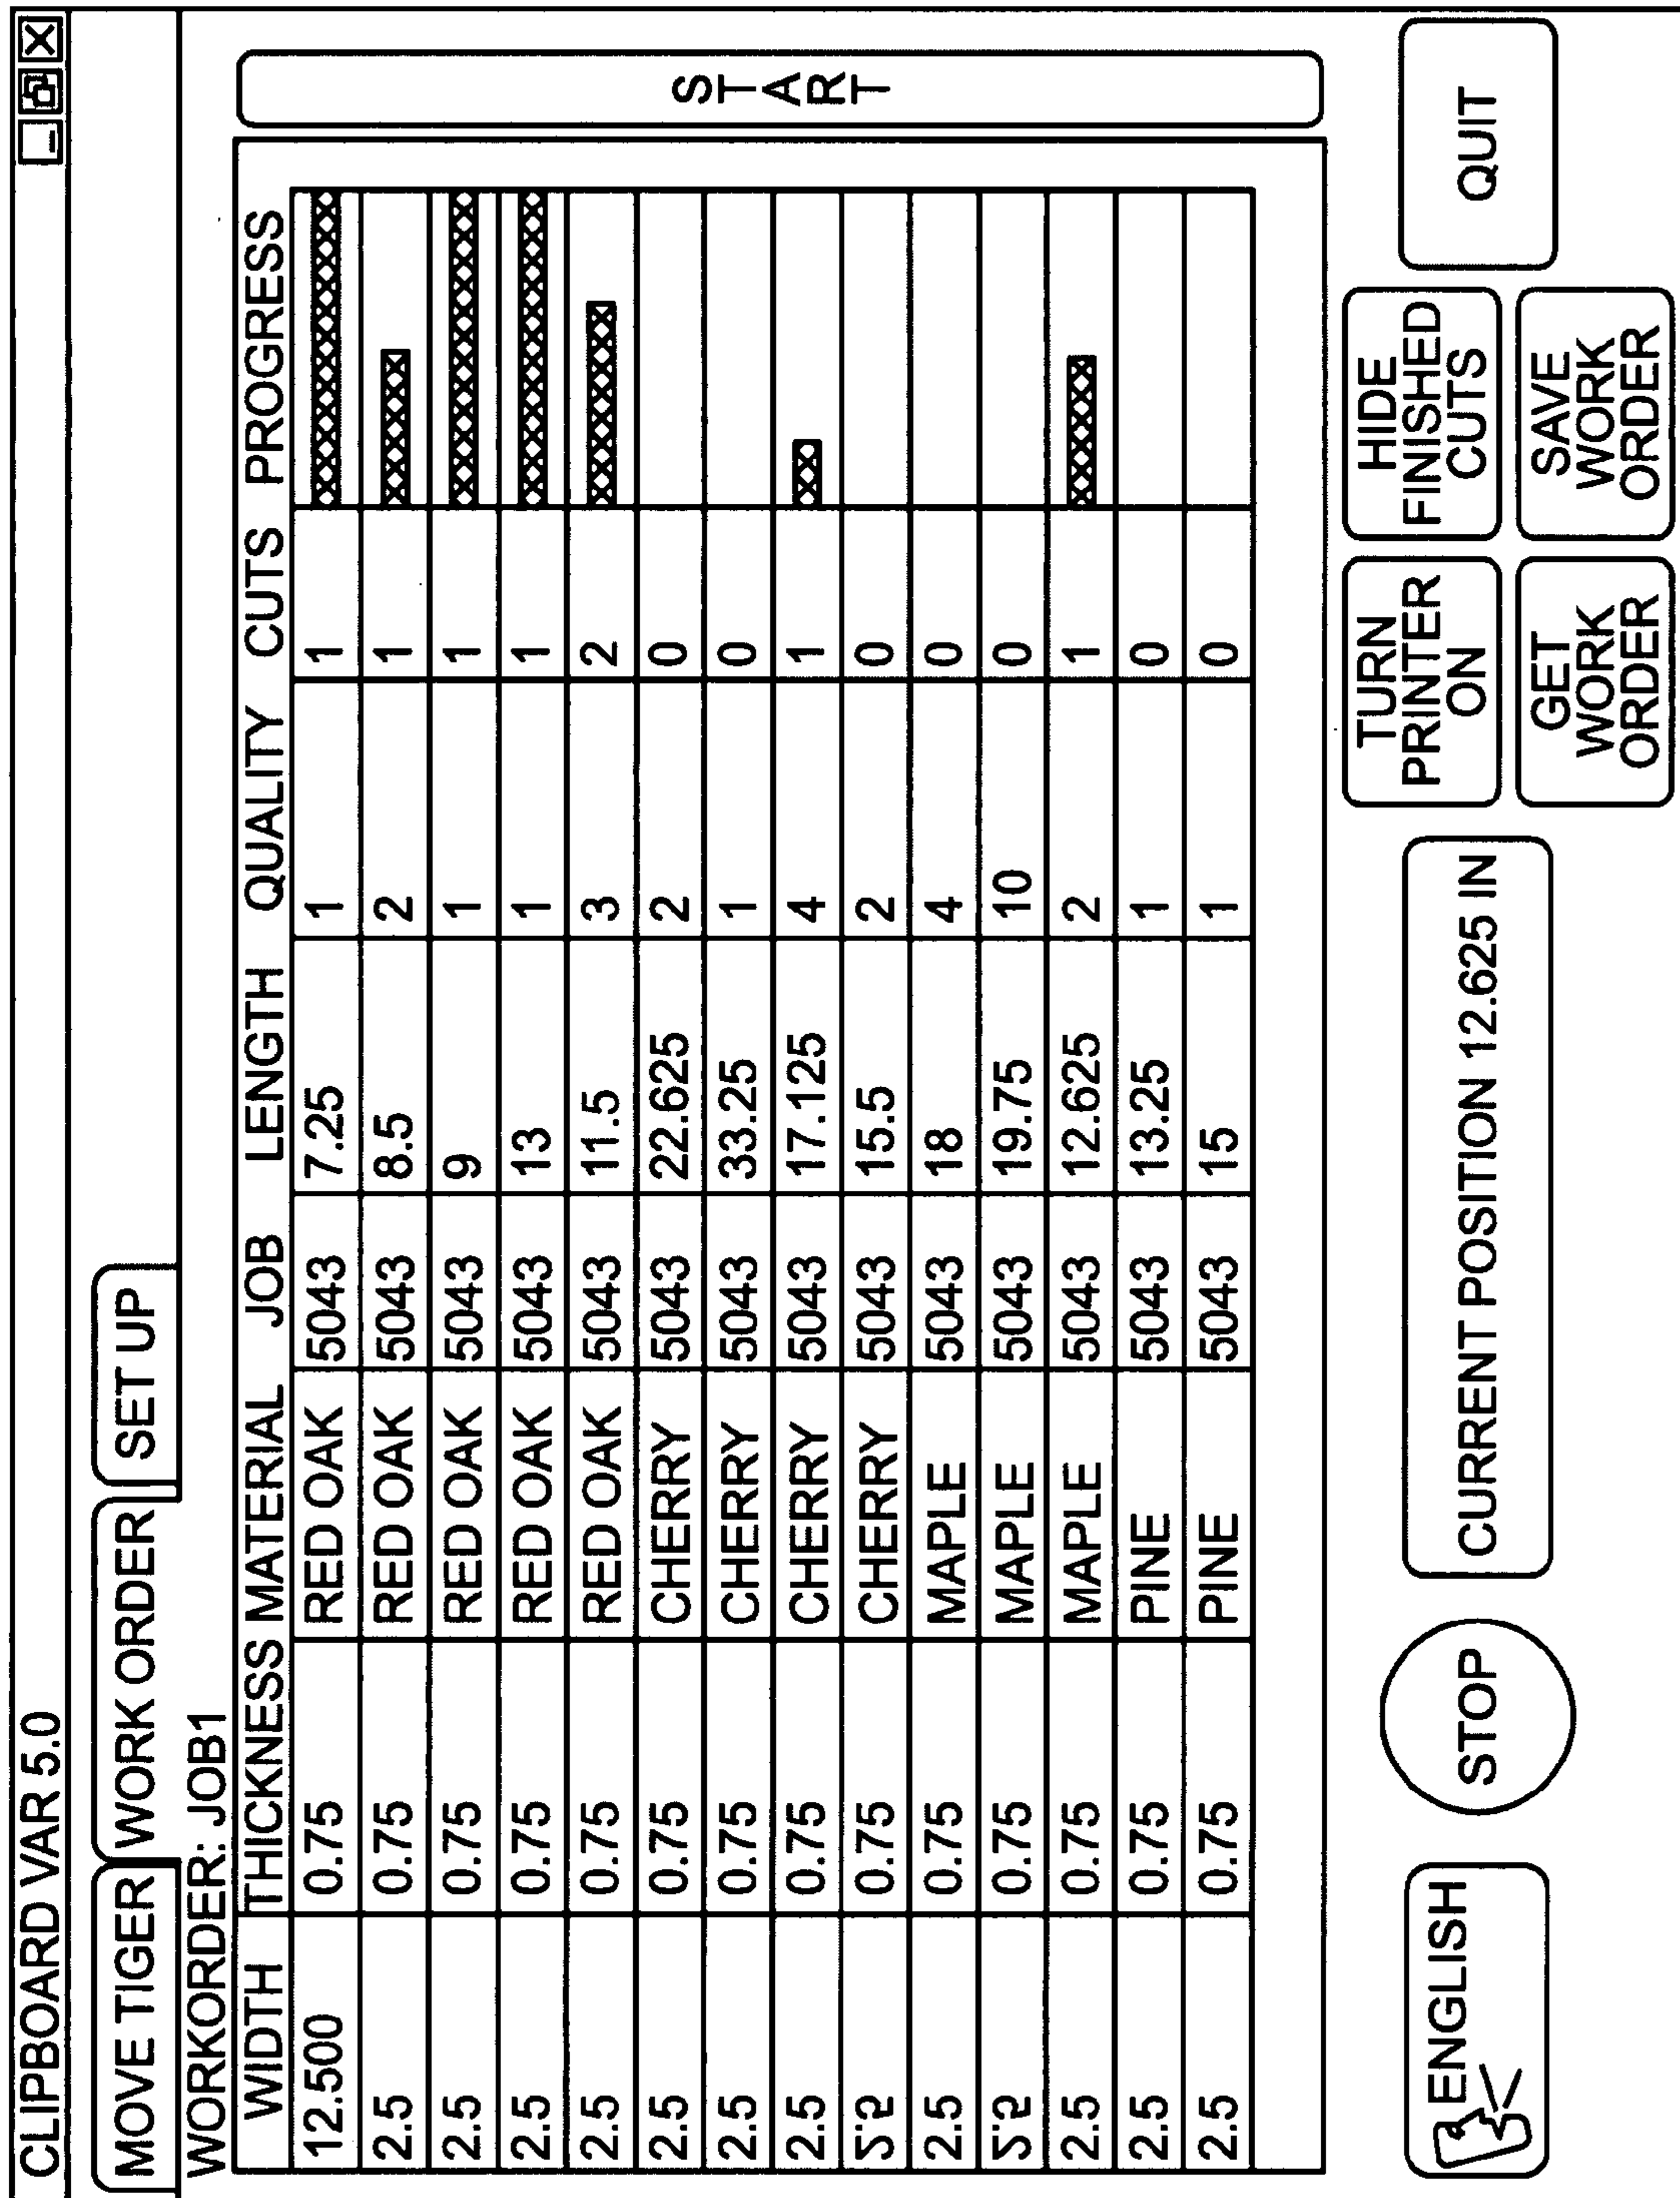 CLIPBOARD VAR 5.0
MOVE TIGER WORK ORDER SET UP
WORKORDER: JOB1
WIDTH THICKNESS MATERIAL JOB LENGTH QUALITY CUTS PROGRESS
12.500 0.75 RED OAK 5043 7.25 1 1
2.5 0.75 RED OAK 5043 8.5 2 1
2.5 0.75 RED OAK 5043 9 1 1
2.5 0.75 RED OAK 5043 13 1 1
2.5 0.75 RED OAK 5043 11.5 3 2
2.5 0.75 CHERRY 5043 22.625 2 0
2.5 0.75 CHERRY 5043 33.25 1 0
2.5 0.75 CHERRY 5043 17.125 4 1
2.5 0.75 CHERRY 5043 15.5 2 0
2.5 0.75 MAPLE 5043 18 4 0
2.5 0.75 MAPLE 5043 19.75 10 0
2.5 0.75 MAPLE 5043 12.625 2 1
2.5 0.75 PINE 5043 13.25 1 0
2.5 0.75 PINE 5043 15 1 0
START
ENGLISH
STOP
CURRENT POSITION 12.625 IN
TURN
PRINTER
ON
HIDE
FINISHED
CUTS
GET
WORK
ORDER
SAVE
WORK
ORDER
QUIT